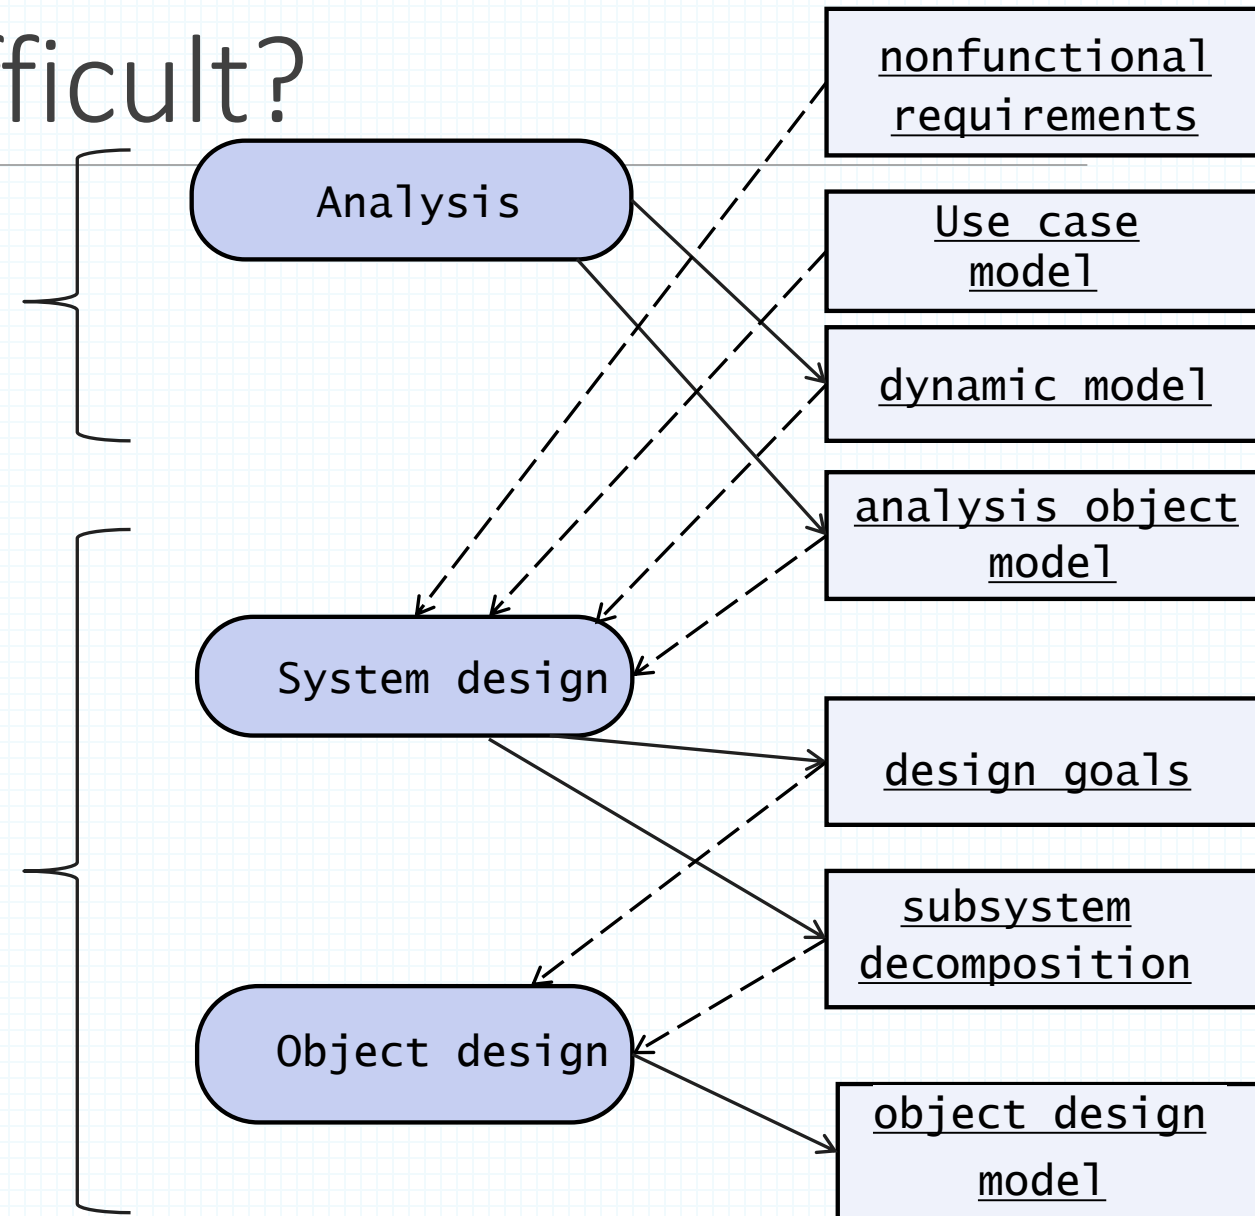 fficult?
nonfunctional
requirements
Analysis
Use case
model
dynamic model
analysis object
model
System design
design goals
subsystem
decomposition
Object design
object design
model